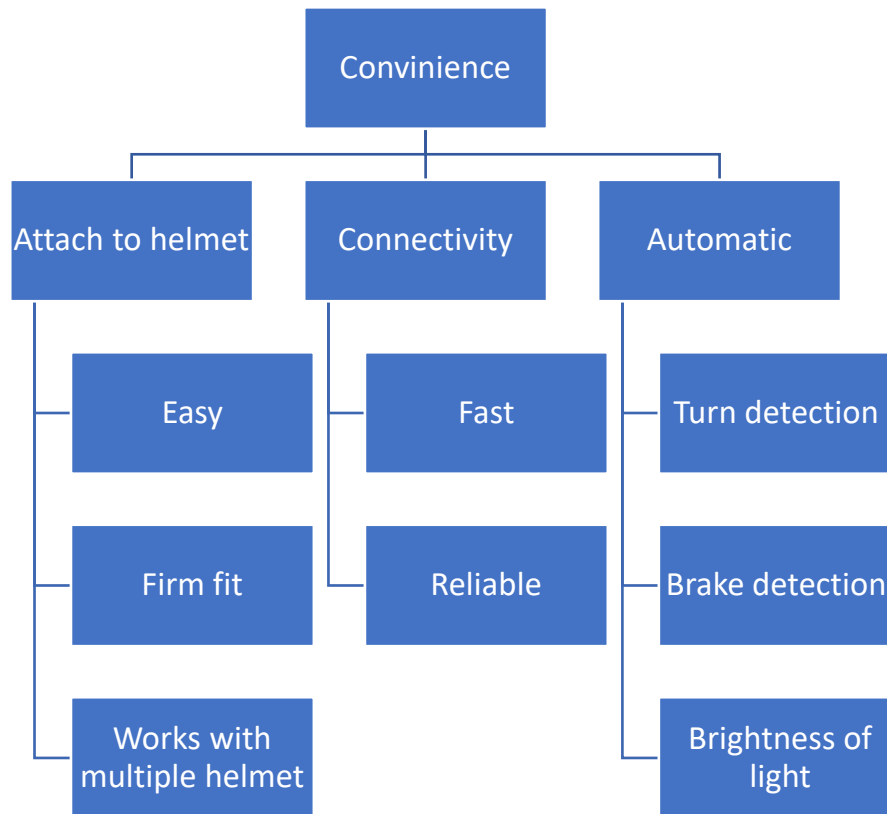 Convinience
Attach to helmet
Connectivity
Automatic
Easy
Fast
Turn detection
Firm fit
Reliable
Brake detection
Works with
multiple helmet
Brightness of
light